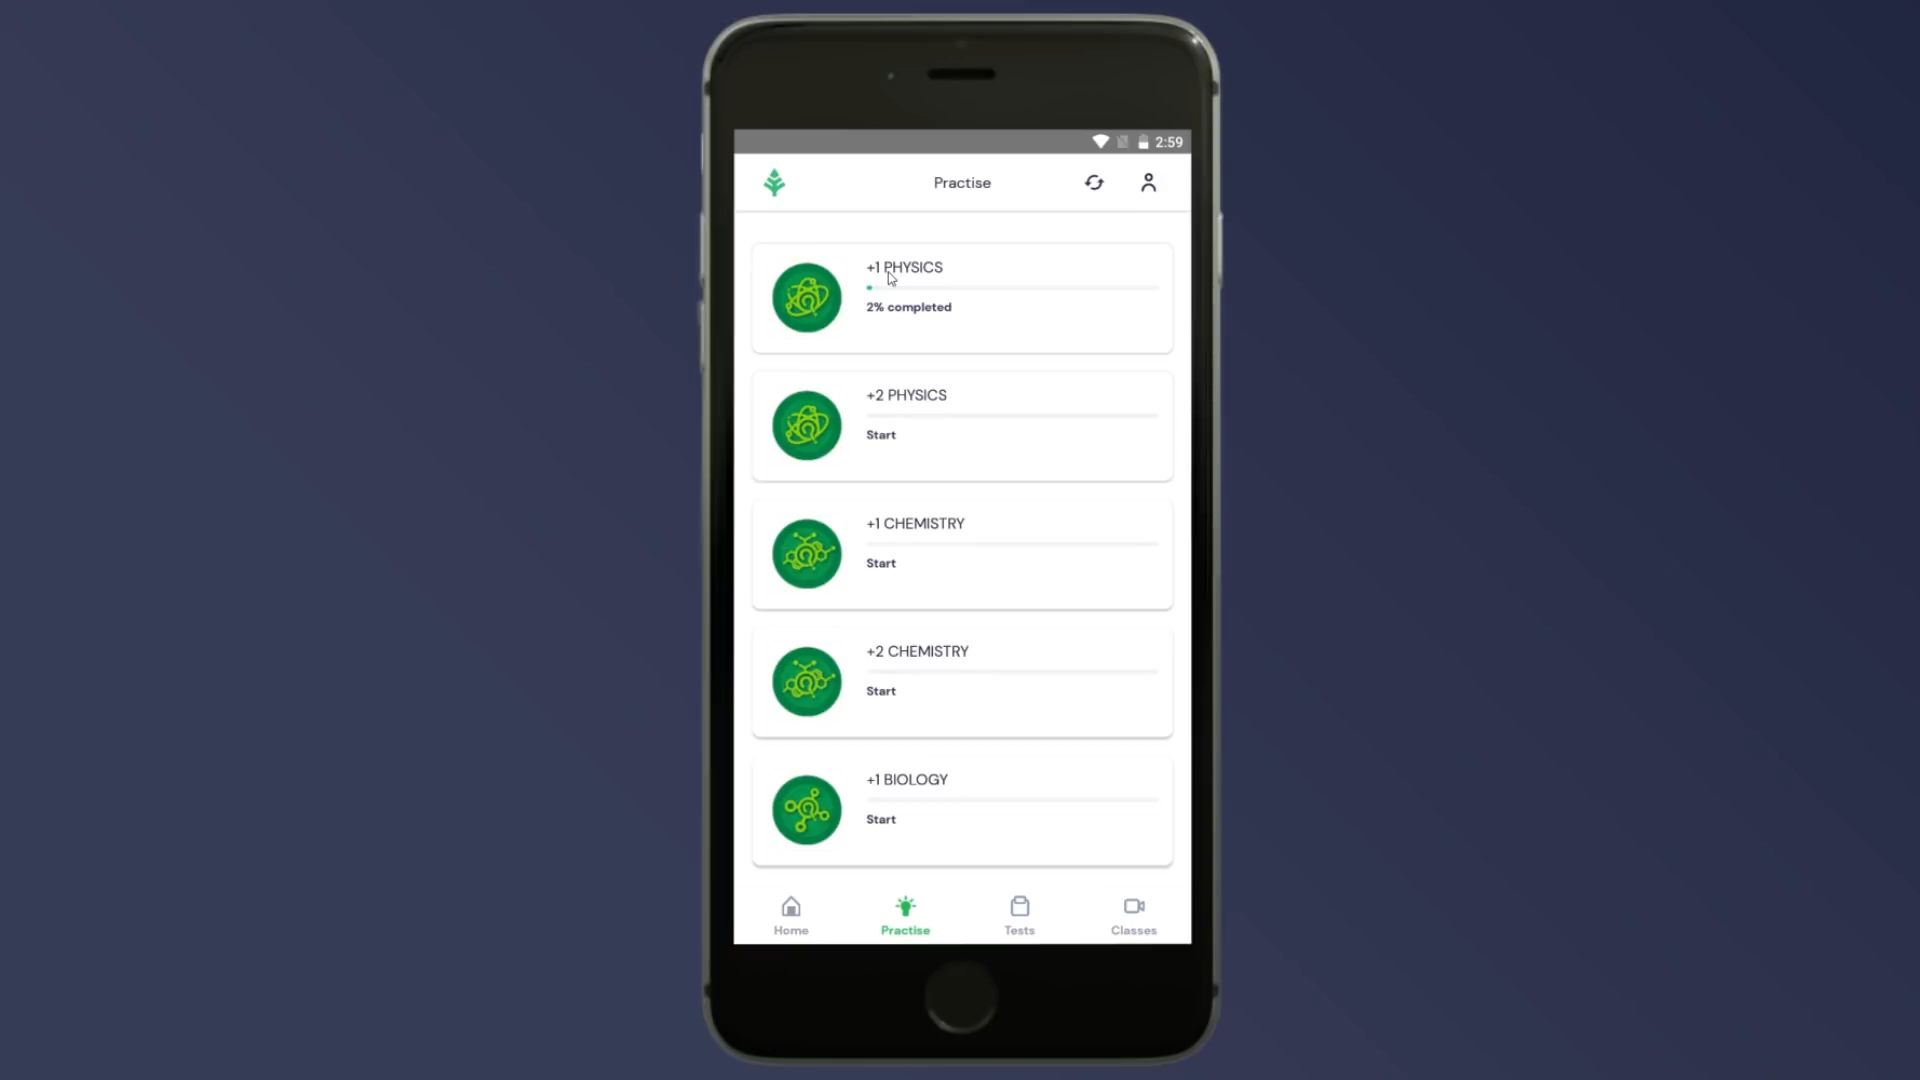 2:59
Practise
+1 PHYSICS
2% completed
+2 PHYSICS
Start
+1 CHEMISTRY
Start
+2 CHEMISTRY
Start
+1 BIOLOGY
Start
Home Practise Tests Classes